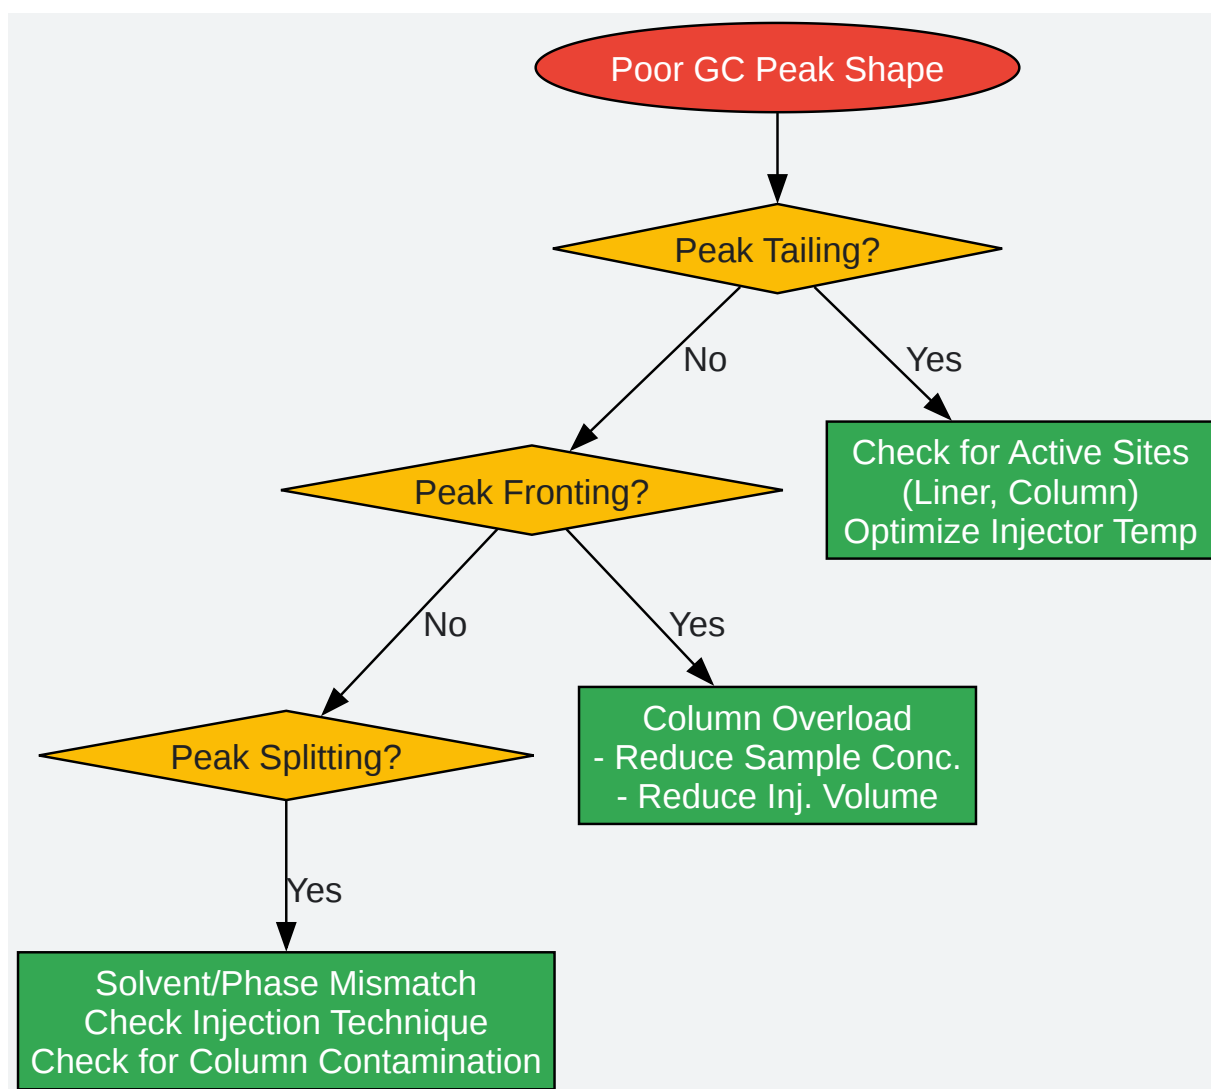 Poor GC Peak Shape
Peak Tailing?
No
Yes
Check for Active Sites
(Liner, Column)
Optimize Injector Temp
Peak Fronting?
No
Yes
Column Overload
- Reduce Sample Conc.
- Reduce Inj. Volume
Peak Splitting?
Yes
Solvent/Phase Mismatch
Check Injection Technique
Check for Column Contamination